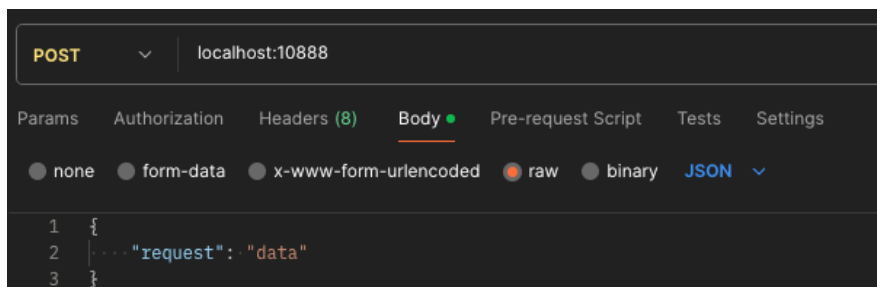 POST localhost:10888
Params Authorization Headers (8) Body Pre-request Script Tests Settings
none form-data x-www-form-urlencoded raw binary JSON
1 {
2 "request": "data"
3 }